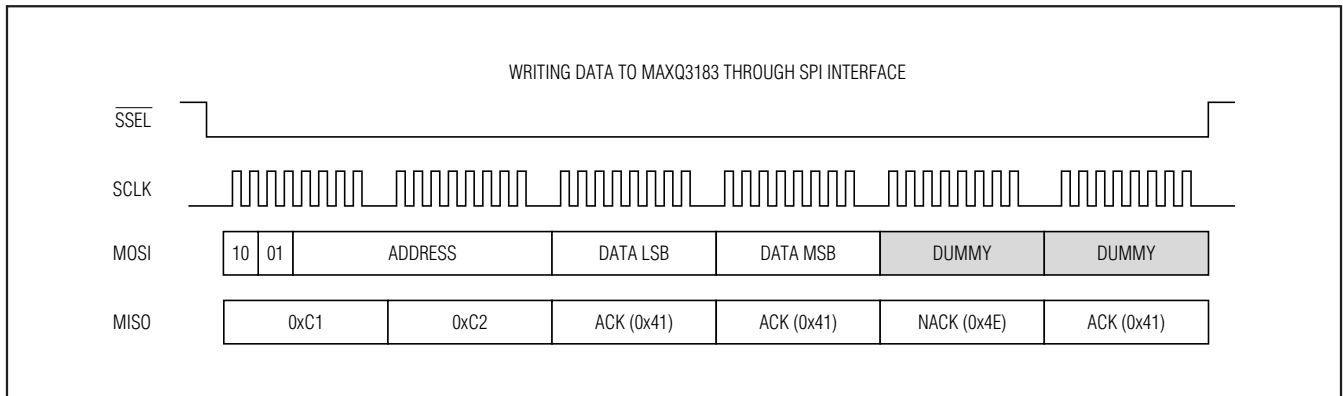 WRITING DATA TO MAXQ3183 THROUGH SPI INTERFACE
SSEL
SCLK
MOSI 10 01 ADDRESS DATA LSB DATA MSB DUMMY DUMMY
MISO 0xC1 0xC2 ACK (0x41) ACK (0x41) NACK (0x4E) ACK (0x41)